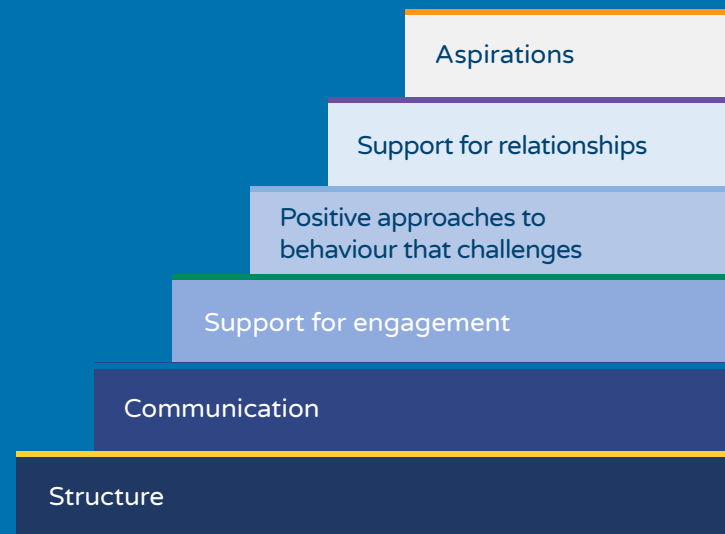 Aspirations
Support for relationships
Positive approaches to
behaviour that challenges
Support for engagement
Communication
Structure